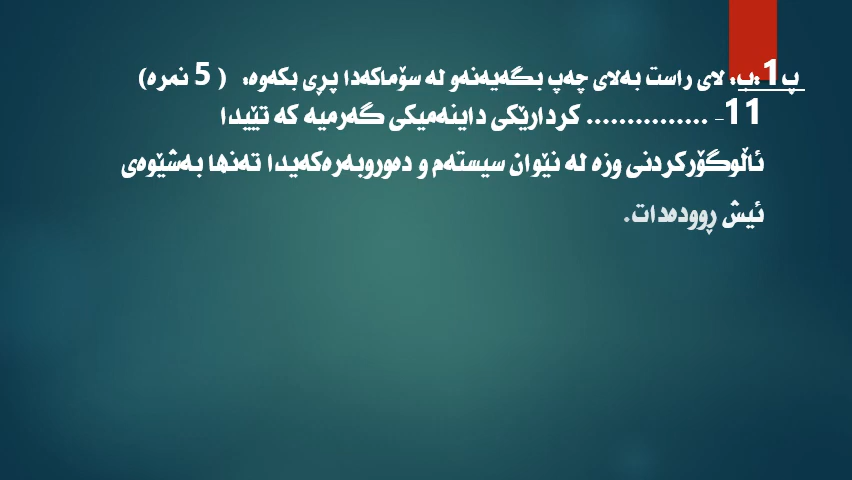 پ1:ب: لای راست بەلای چەپ بگەیەنەو لە سۆماکەدا پڕی بکەوە: ( 5 نمرە)
11- ............... کردارێکی داینەمیکی گەرمیە کە تێیدا
ئاڵوگۆڕکردنی وزە لە نێوان سیستەم و دەوروبەرەکەیدا تەنها بەشێوەی
ئیش ڕوودەدات.